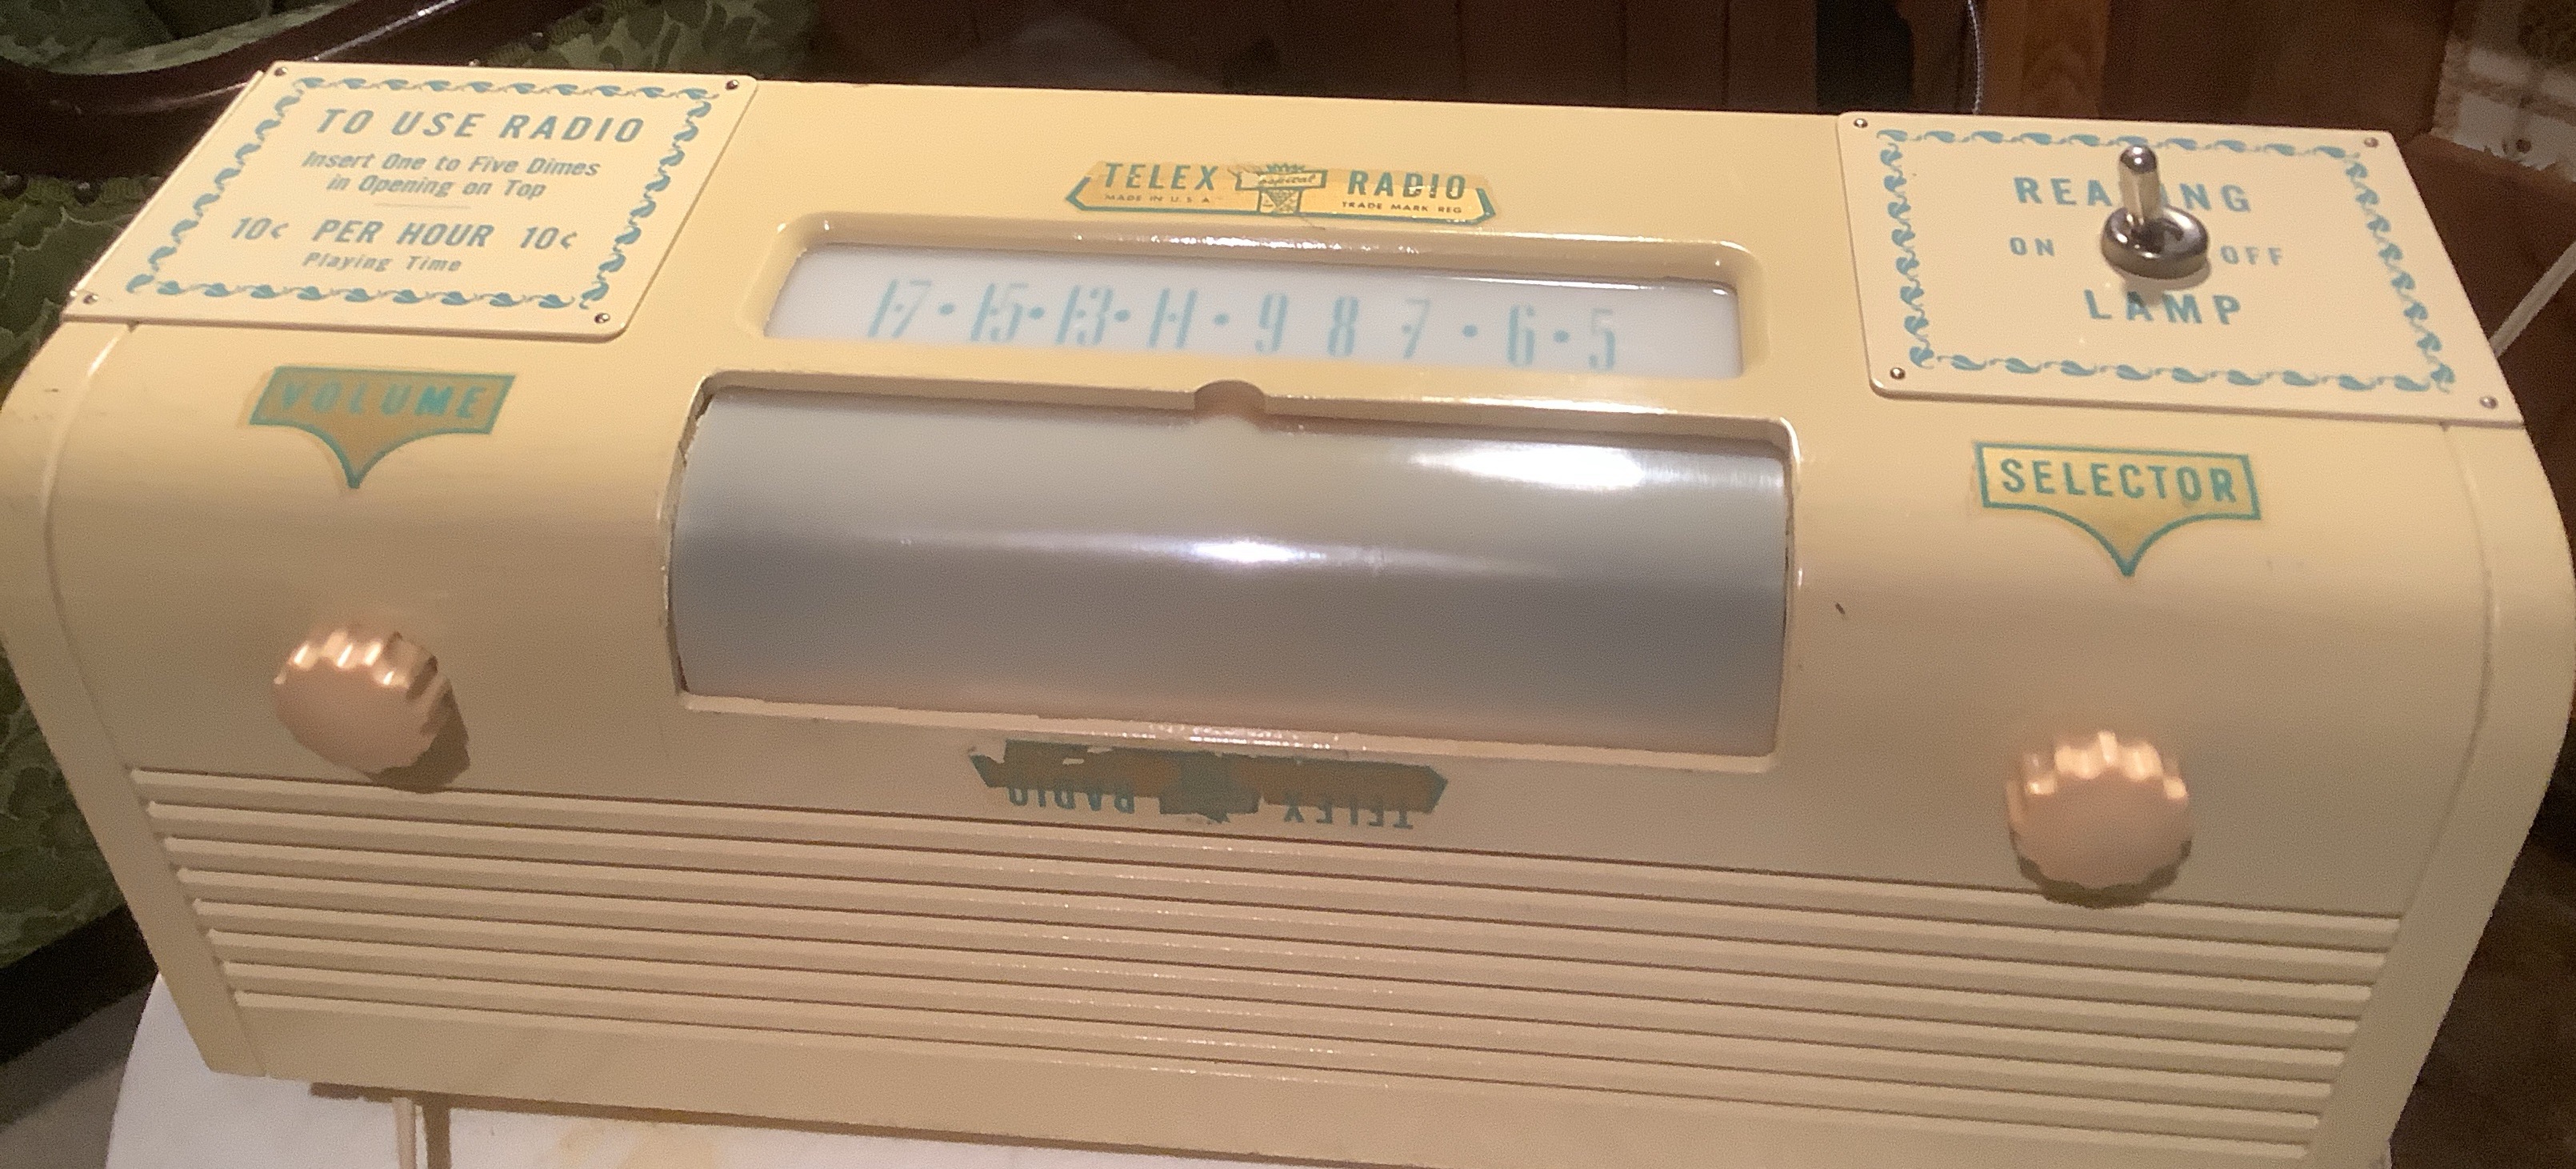 TO USE RADIO
Insert One to Five Dimes
in Opening on Top
10¢ PER HOUR 10¢
Playing Time
TELEX RADIO
MADE IN U.S.A. TRADE MARK REG
REA NG
ON OFF
LAMP
17 • 15 • 13 • 11 • 9 8 7 • 6 • 5
VOLUME
SELECTOR
TELEX RADIO